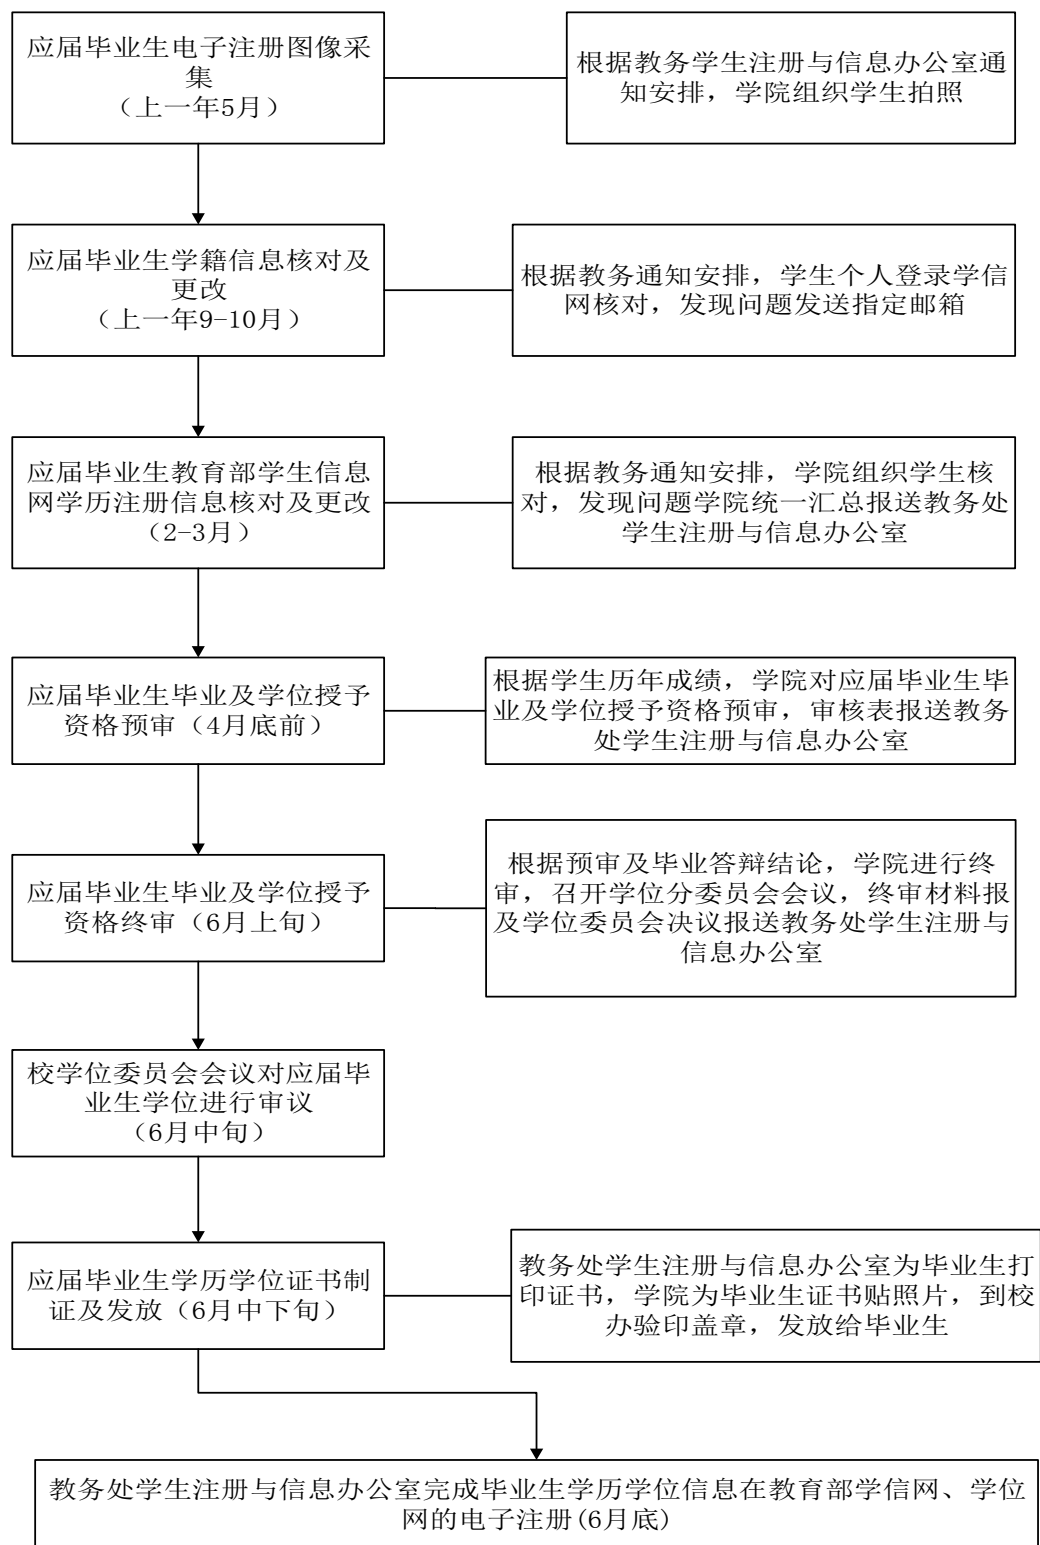 应届毕业生电子注册图像采
集
（上一年5月）
根据教务学生注册与信息办公室通
知安排，学院组织学生拍照
应届毕业生学籍信息核对及
更改
（上一年9-10月）
根据教务通知安排，学生个人登录学信
网核对，发现问题发送指定邮箱
应届毕业生教育部学生信息
网学历注册信息核对及更改
（2-3月）
根据教务通知安排，学院组织学生核
对，发现问题学院统一汇总报送教务处
学生注册与信息办公室
应届毕业生毕业及学位授予
资格预审（4月底前）
根据学生历年成绩，学院对应届毕业生毕
业及学位授予资格预审，审核表报送教务
处学生注册与信息办公室
应届毕业生毕业及学位授予
资格终审（6月上旬）
根据预审及毕业答辩结论，学院进行终
审，召开学位分委员会会议，终审材料报
及学位委员会决议报送教务处学生注册与
信息办公室
校学位委员会会议对应届毕
业生学位进行审议
（6月中旬）
应届毕业生学历学位证书制
证及发放（6月中下旬）
教务处学生注册与信息办公室为毕业生打
印证书，学院为毕业生证书贴照片，到校
办验印盖章，发放给毕业生
教务处学生注册与信息办公室完成毕业生学历学位信息在教育部学信网、学位
网的电子注册(6月底)